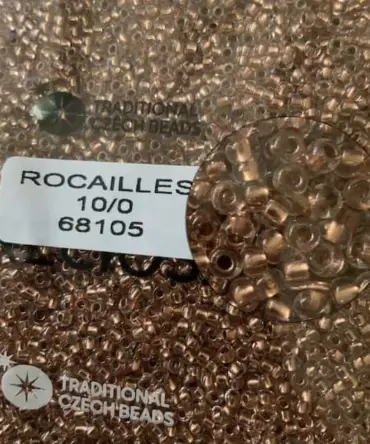 TRADITIONAL
CZECH BEADS
ROCAILLES
10/0
68105
TRADITIONAL
CZECH BEADS